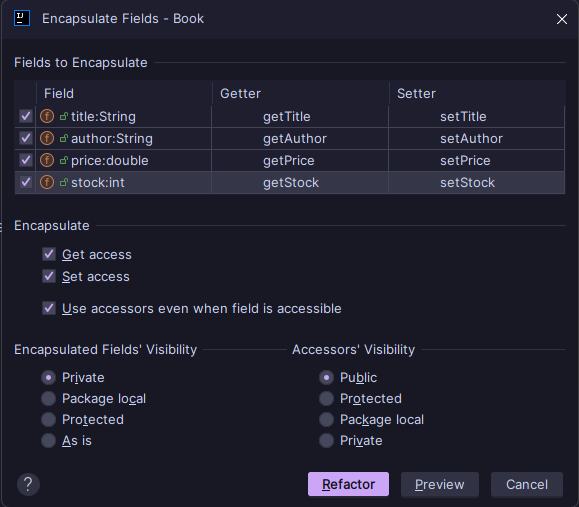 Encapsulate Fields - Book
Fields to Encapsulate
Field Getter Setter
f title:String getTitle setTitle
f author:String getAuthor setAuthor
f price:double getPrice setPrice
f stock:int getStock setStock
Encapsulate
Get access
Set access
Use accessors even when field is accessible
Encapsulated Fields' Visibility Accessors' Visibility
Private Public
Package local Protected
Protected Package local
As is Private
? Refactor Preview Cancel